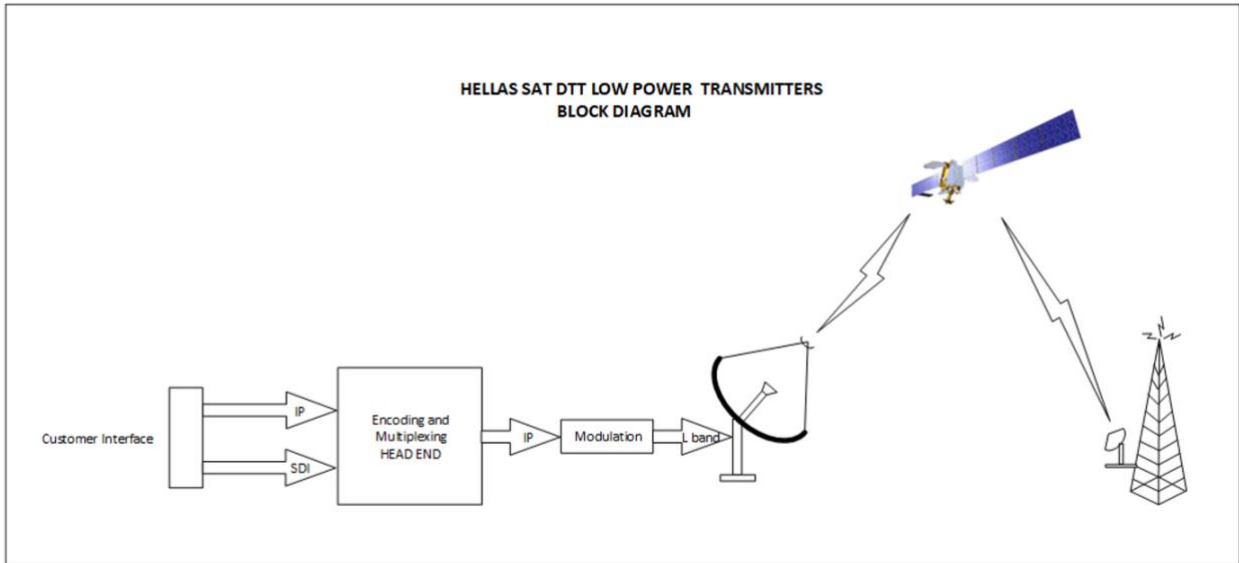 HELLAS SAT DTT LOW POWER TRANSMITTERS
BLOCK DIAGRAM
Customer Interface
IP
SDI
Encoding and
Multiplexing
HEAD END
IP
Modulation
L band